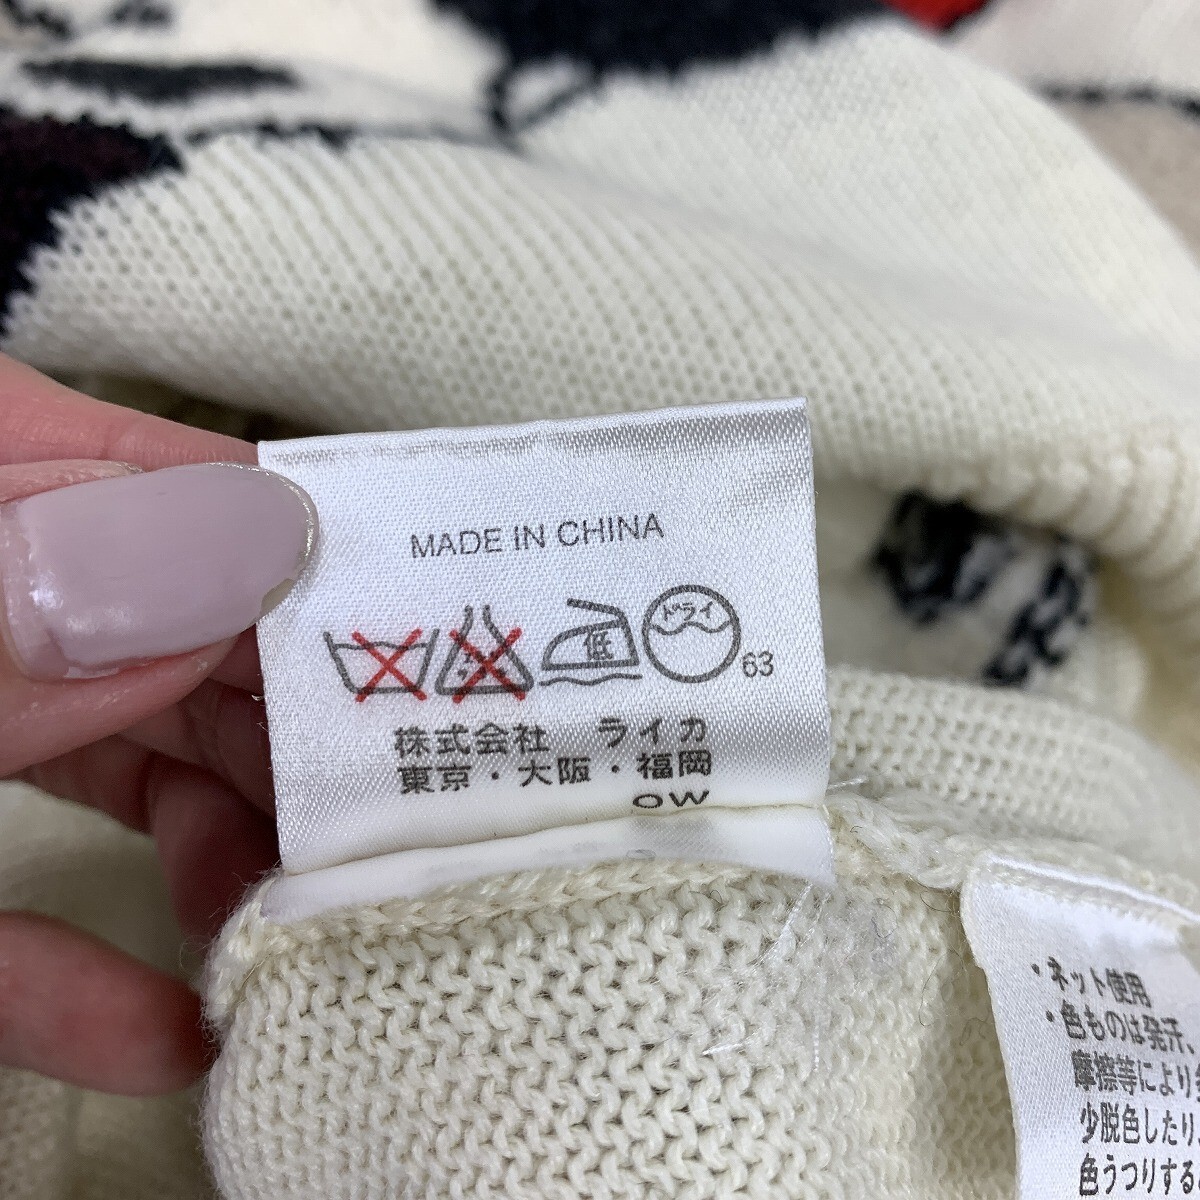 MADE IN CHINA
低
ドライ
63
株式会社 ライカ
東京・大阪・福岡
OW
・ネット使用
・色ものは発汗、
摩擦等により
少脱色したり
色うつりする